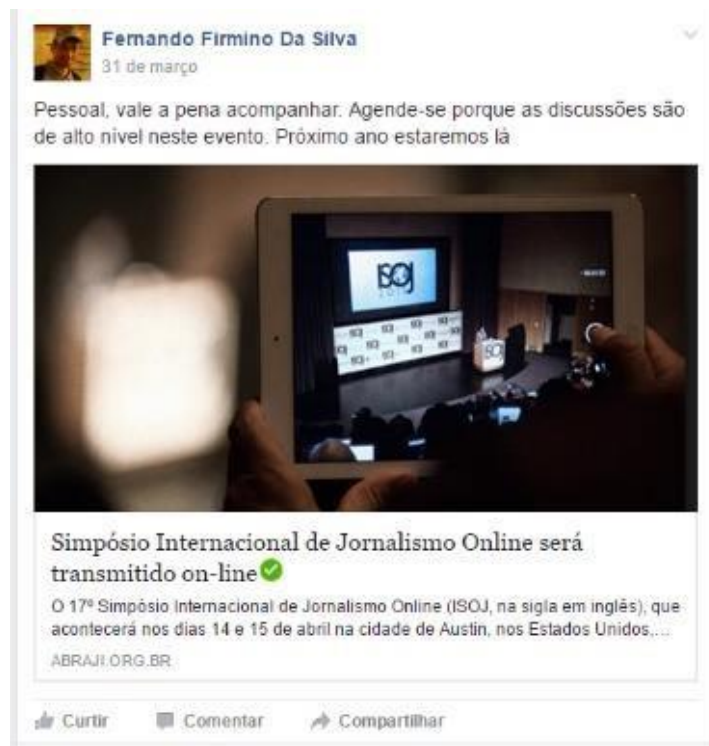 Fernando Firmino Da Silva
31 de março
Pessoal, vale a pena acompanhar. Agende-se porque as discussões são
de alto nível neste evento. Próximo ano estaremos lá
ISOJ
Simpósio Internacional de Jornalismo Online será
transmitido on-line
O 17º Simpósio Internacional de Jornalismo Online (ISOJ, na sigla em inglês), que
acontecerá nos dias 14 e 15 de abril na cidade de Austin, nos Estados Unidos,...
ABRAJI.ORG.BR
Curtir Comentar Compartilhar